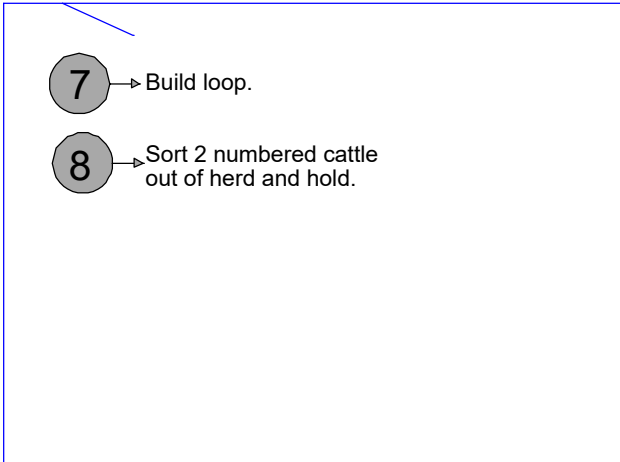 7 Build loop.
8 Sort 2 numbered cattle
out of herd and hold.